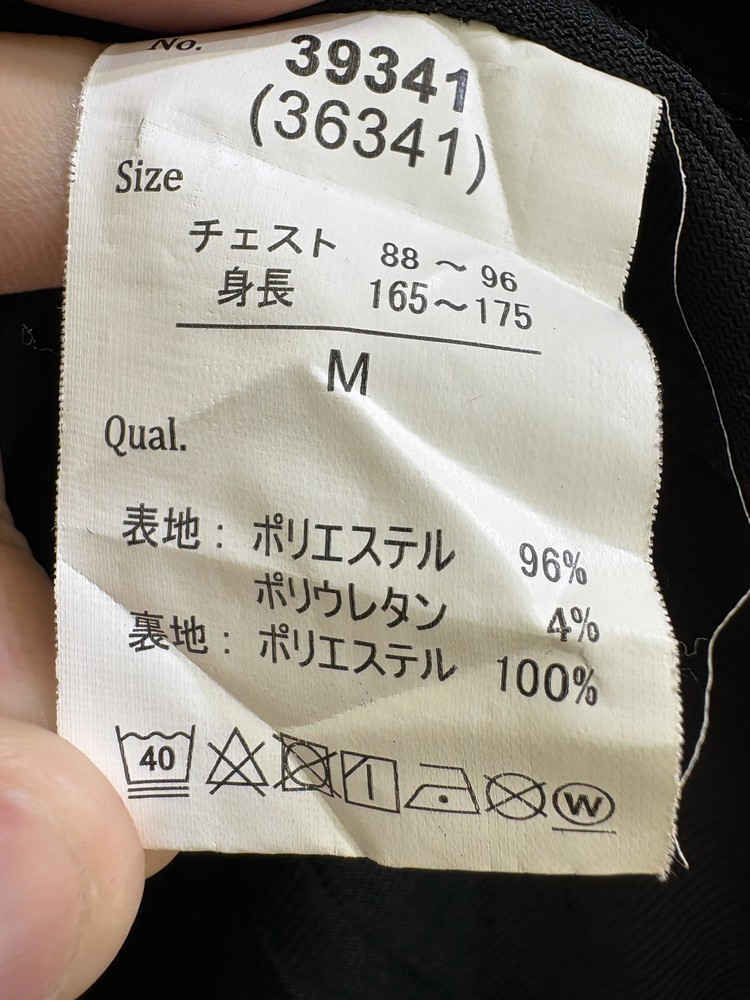 No. 39341
(36341)
Size
チェスト 88 ～ 96
身長 165～175
M
Qual.
表地： ポリエステル 96%
ポリウレタン 4%
裏地： ポリエステル 100%
40
W